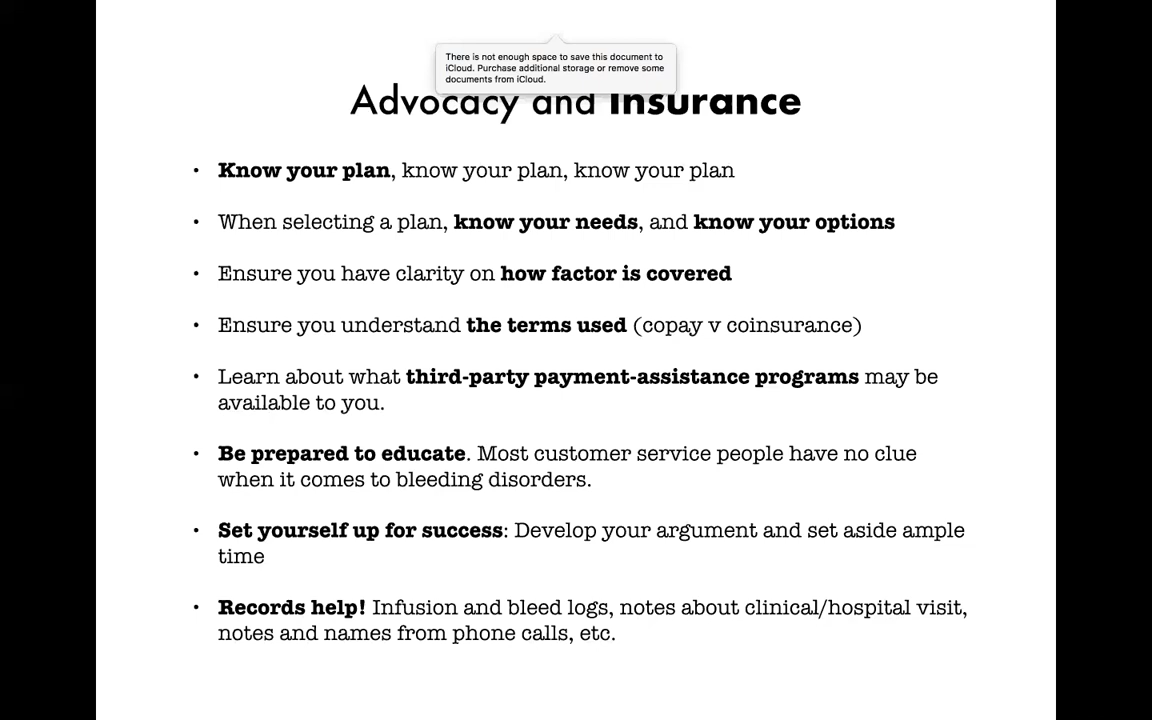 There is not enough space to save this document to
iCloud. Purchase additional storage or remove some
documents from iCloud.
Advocacy and Insurance
• Know your plan, know your plan, know your plan
• When selecting a plan, know your needs, and know your options
• Ensure you have clarity on how factor is covered
• Ensure you understand the terms used (copay v coinsurance)
• Learn about what third-party payment-assistance programs may be
available to you.
• Be prepared to educate. Most customer service people have no clue
when it comes to bleeding disorders.
• Set yourself up for success: Develop your argument and set aside ample
time
• Records help! Infusion and bleed logs, notes about clinical/hospital visit,
notes and names from phone calls, etc.